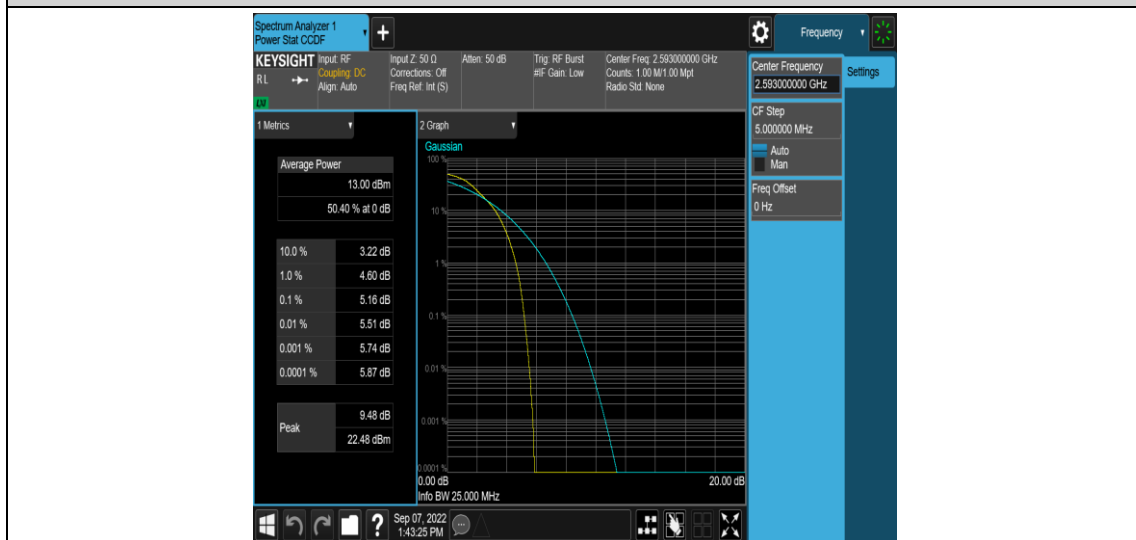 Spectrum Analyzer 1
Power Stat CCDF
+
Frequency
KEYSIGHT Input: RF
R L
Coupling: DC
Align: Auto
LXI
Input Z: 50 Ω
Corrections: Off
Freq Ref: Int (S)
Atten: 50 dB
Trig: RF Burst
#IF Gain: Low
Center Freq: 2.593000000 GHz
Counts: 1.00 M/1.00 Mpt
Radio Std: None
Center Frequency
2.593000000 GHz
Settings
CF Step
5.000000 MHz
Auto
Man
Freq Offset
0 Hz
1 Metrics
Average Power
13.00 dBm
50.40 % at 0 dB
10.0 % 3.22 dB
1.0 % 4.60 dB
0.1 % 5.16 dB
0.01 % 5.51 dB
0.001 % 5.74 dB
0.0001 % 5.87 dB
Peak
9.48 dB
22.48 dBm
2 Graph
Gaussian
100 %
10 %
1 %
0.1 %
0.01 %
0.001 %
0.0001 %
0.00 dB 20.00 dB
Info BW 25.000 MHz
?
Sep 07, 2022
1:43:25 PM